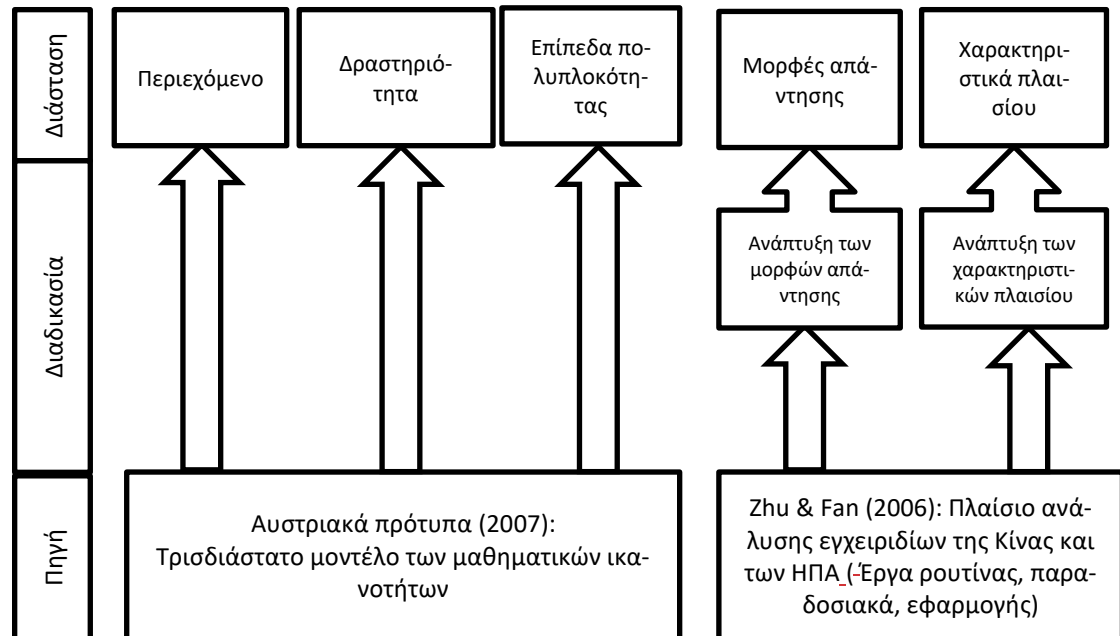 Διάσταση
Περιεχόμενο
Δραστηριό-
τητα
Επίπεδα πο-
λυπλοκότη-
τας
Μορφές απά-
ντησης
Χαρακτηρι-
στικά πλαι-
σίου
Διαδικασία
Ανάπτυξη των
μορφών απά-
ντησης
Ανάπτυξη των
χαρακτηριστι-
κών πλαισίου
Πηγή
Αυστριακά πρότυπα (2007):
Τρισδιάστατο μοντέλο των μαθηματικών ικα-
νοτήτων
Zhu & Fan (2006): Πλαίσιο ανά-
λυσης εγχειριδίων της Κίνας και
των ΗΠΑ (-Έργα ρουτίνας, παρα-
δοσιακά, εφαρμογής)